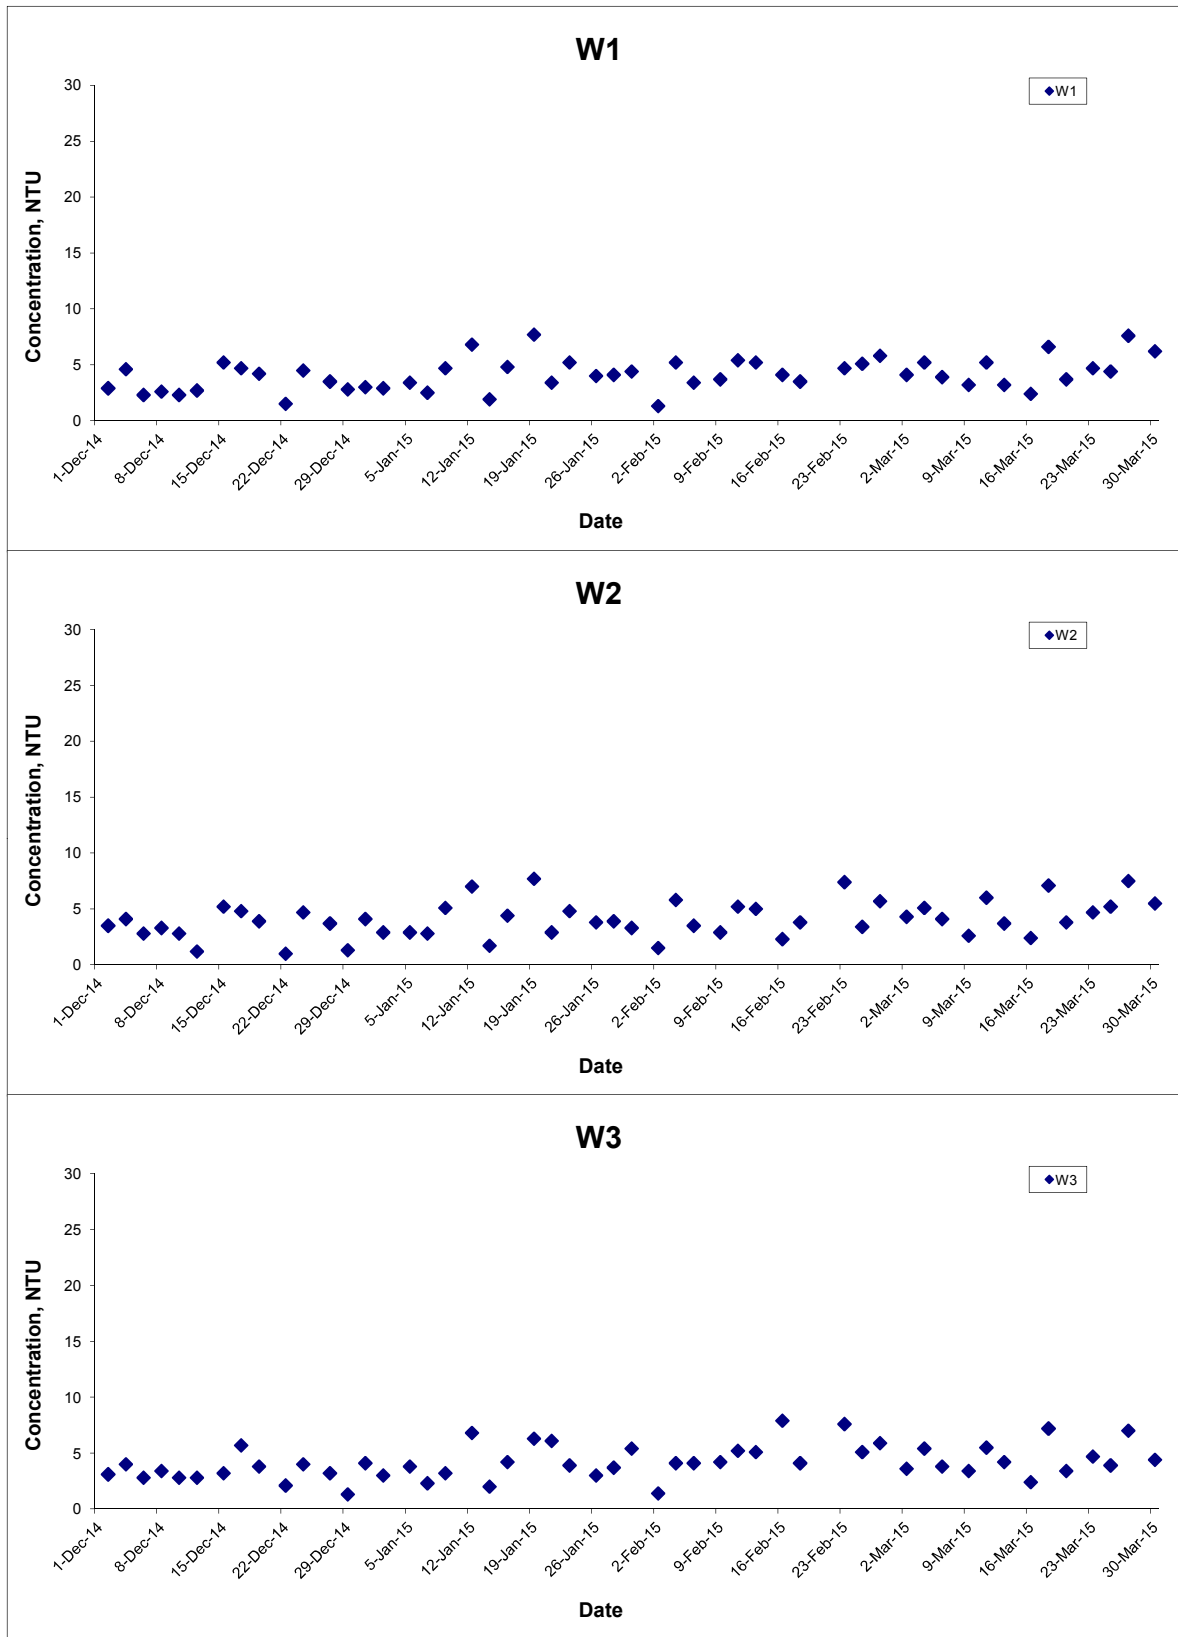 W1
W1
30
25
20
15
10
5
0
Concentration, NTU
1-Dec-14 8-Dec-14 15-Dec-14 22-Dec-14 29-Dec-14 5-Jan-15 12-Jan-15 19-Jan-15 26-Jan-15 2-Feb-15 9-Feb-15 16-Feb-15 23-Feb-15 2-Mar-15 9-Mar-15 16-Mar-15 23-Mar-15 30-Mar-15
Date
W2
W2
30
25
20
15
10
5
0
Concentration, NTU
1-Dec-14 8-Dec-14 15-Dec-14 22-Dec-14 29-Dec-14 5-Jan-15 12-Jan-15 19-Jan-15 26-Jan-15 2-Feb-15 9-Feb-15 16-Feb-15 23-Feb-15 2-Mar-15 9-Mar-15 16-Mar-15 23-Mar-15 30-Mar-15
Date
W3
W3
30
25
20
15
10
5
0
Concentration, NTU
1-Dec-14 8-Dec-14 15-Dec-14 22-Dec-14 29-Dec-14 5-Jan-15 12-Jan-15 19-Jan-15 26-Jan-15 2-Feb-15 9-Feb-15 16-Feb-15 23-Feb-15 2-Mar-15 9-Mar-15 16-Mar-15 23-Mar-15 30-Mar-15
Date